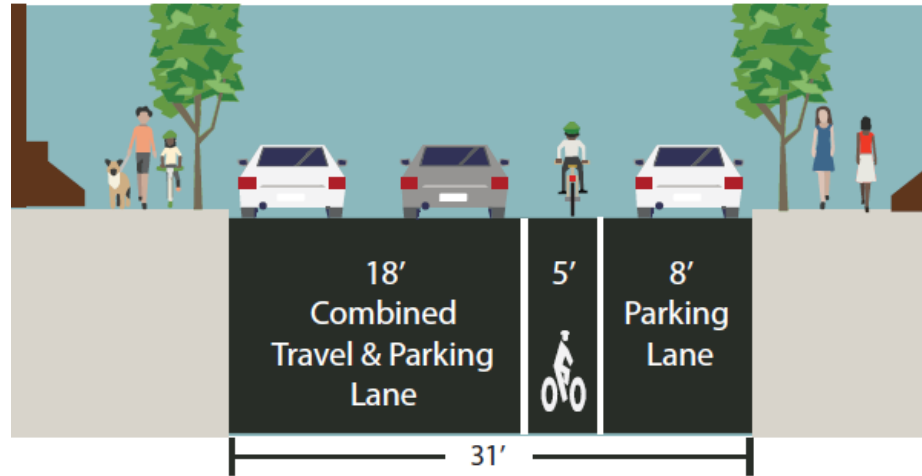 18’
Combined
Travel & Parking
Lane
5’
8’
Parking
Lane
31’